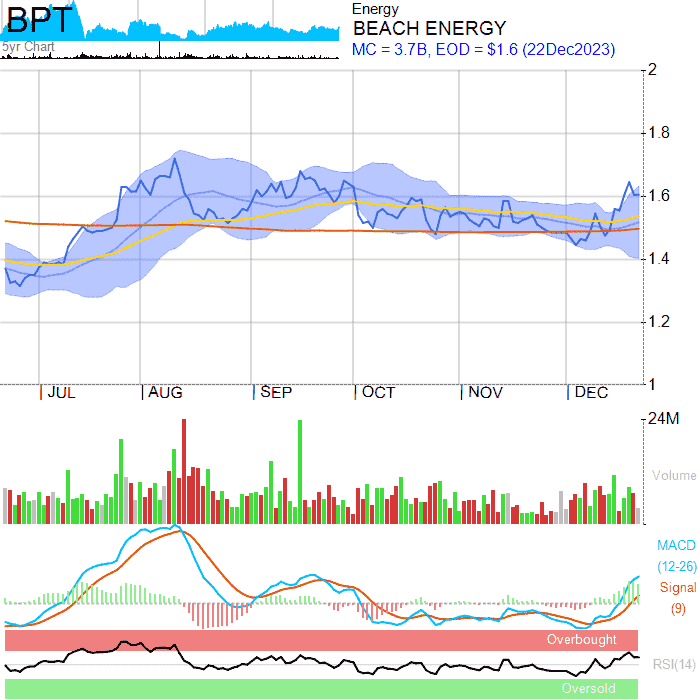 BPT
5yr Chart
Energy
BEACH ENERGY
MC = 3.7B, EOD = $1.6 (22Dec2023)
2
1.8
1.6
1.4
1.2
1
JUL AUG SEP OCT NOV DEC
24M
Volume
MACD
(12-26)
Signal
(9)
Overbought
RSI(14)
Oversold